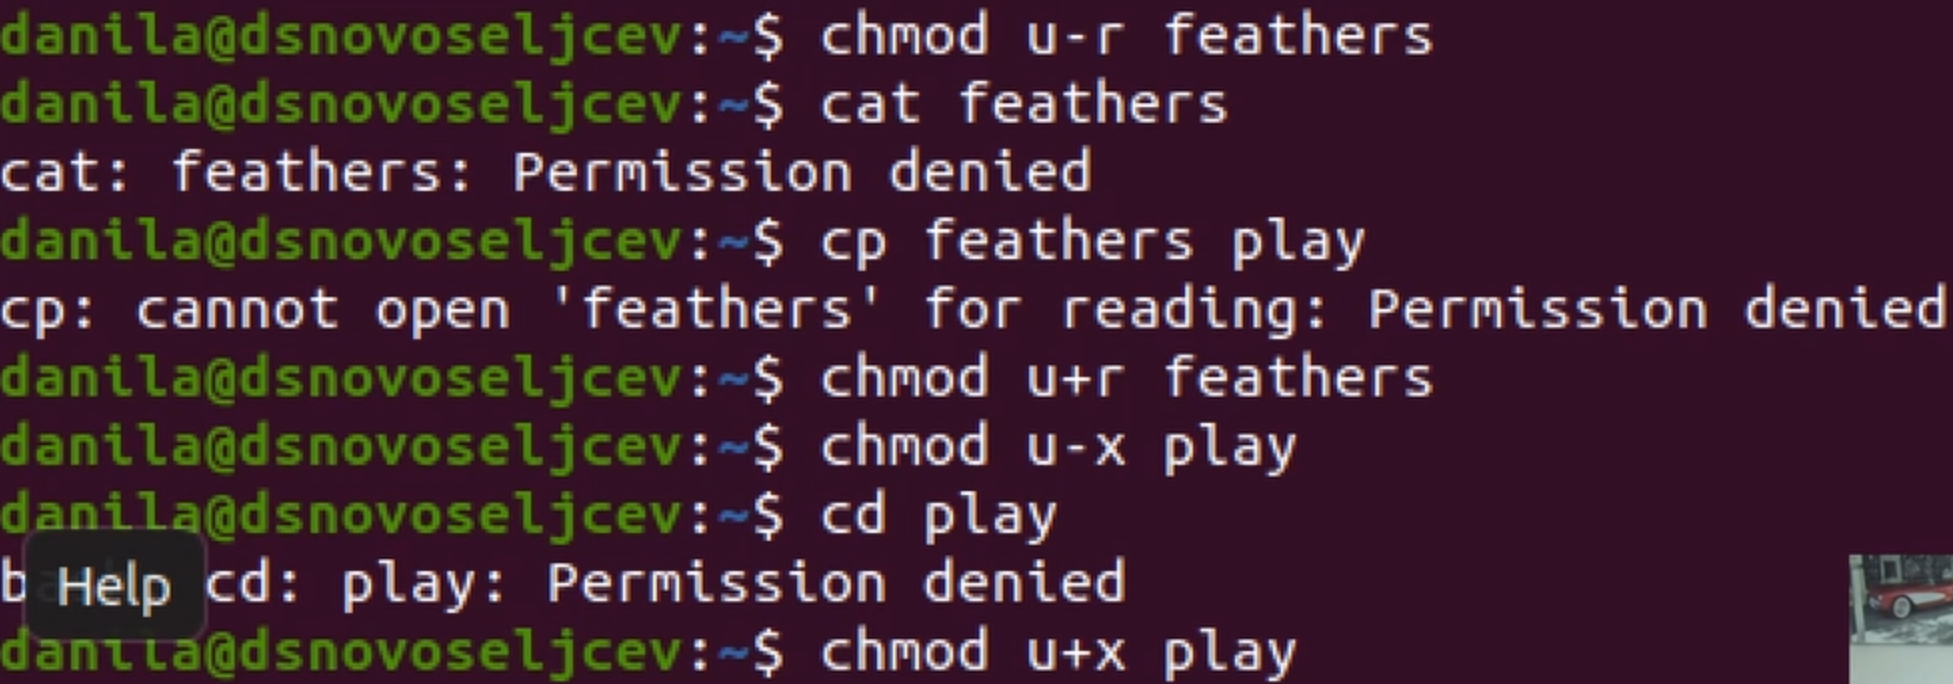 danila@dsnovoseljcev:~$ chmod u-r feathers
danila@dsnovoseljcev:~$ cat feathers
cat: feathers: Permission denied
danila@dsnovoseljcev:~$ cp feathers play
cp: cannot open 'feathers' for reading: Permission denied
danila@dsnovoseljcev:~$ chmod u+r feathers
danila@dsnovoseljcev:~$ chmod u-x play
danila@dsnovoseljcev:~$ cd play
Help cd: play: Permission denied
danila@dsnovoseljcev:~$ chmod u+x play